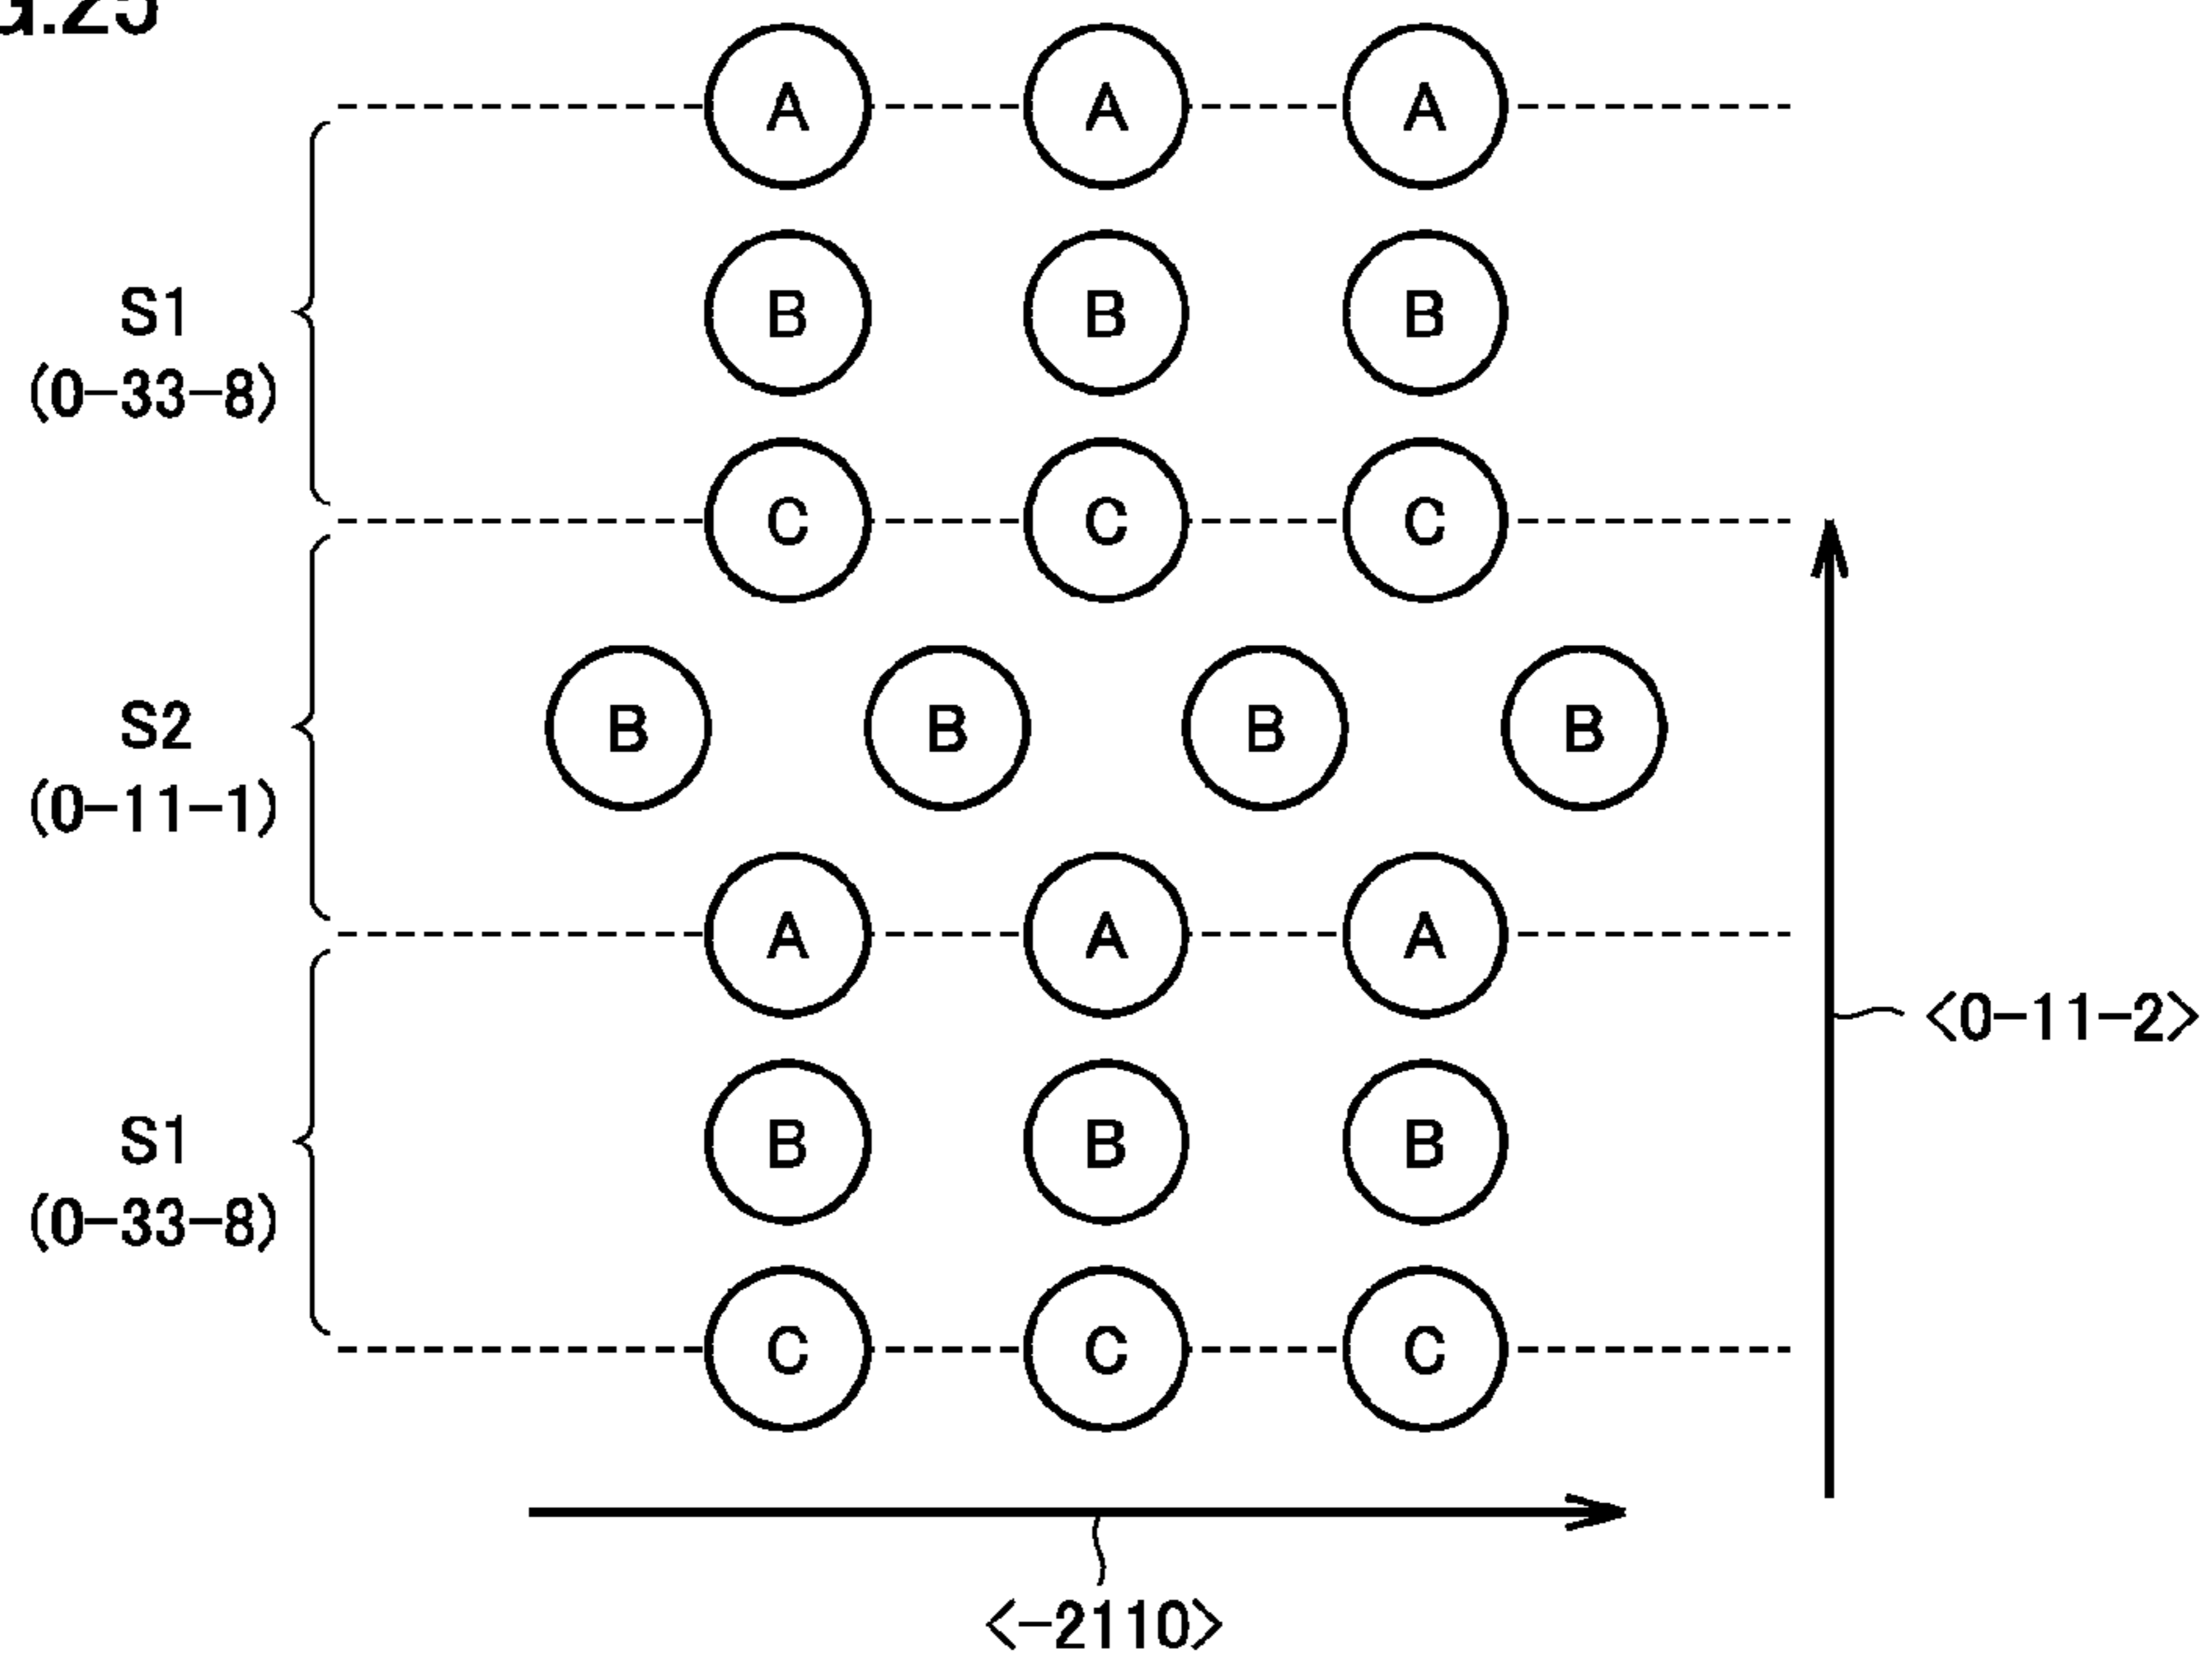 A A A
B B B
S1
(0-33-8)
C C C
B B B B
S2
(0-11-1)
A A A
<0-11-2>
B B B
S1
(0-33-8)
C C C
<-2110>